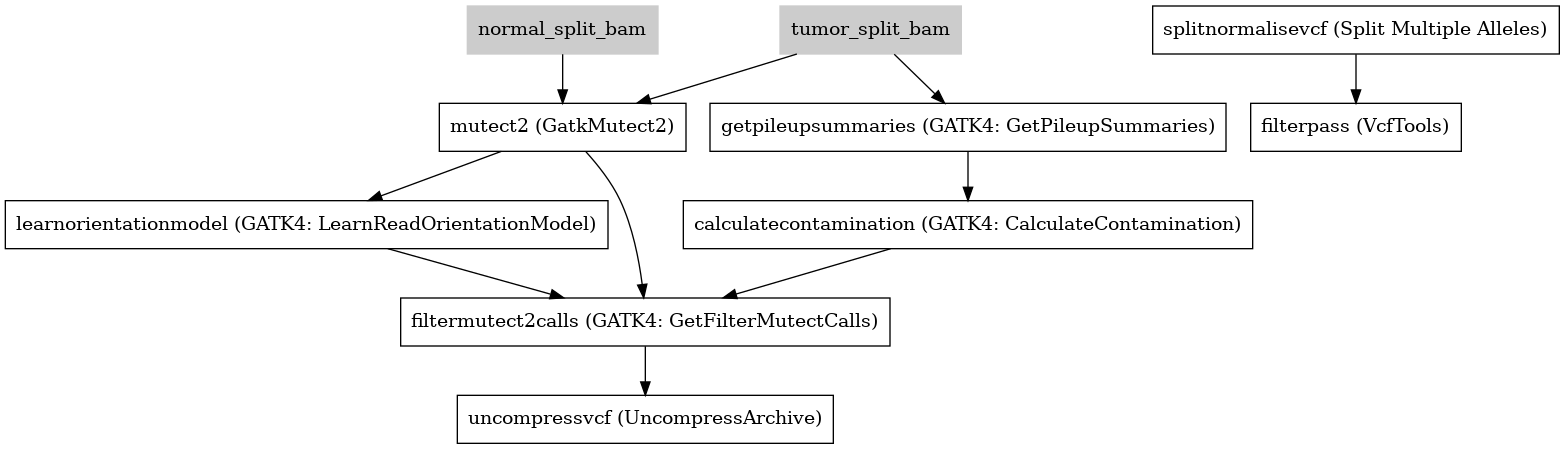 normal_split_bam
tumor_split_bam
splitnormalisevcf (Split Multiple Alleles)
mutect2 (GatkMutect2)
getpileupsummaries (GATK4: GetPileupSummaries)
filterpass (VcfTools)
learnorientationmodel (GATK4: LearnReadOrientationModel)
calculatecontamination (GATK4: CalculateContamination)
filtermutect2calls (GATK4: GetFilterMutectCalls)
uncompressvcf (UncompressArchive)